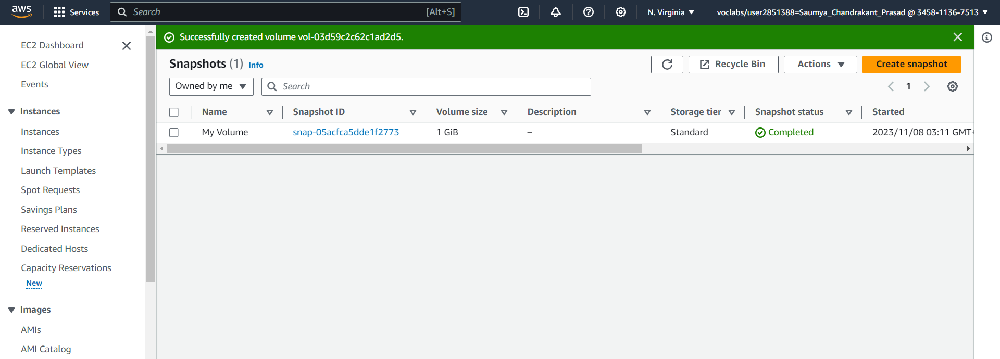 aws Services Search [Alt+S] N. Virginia voclabs/user2851388=Saumya_Chandrakant_Prasad @ 3458-1136-7513
EC2 Dashboard
EC2 Global View
Events
Instances
Instances
Instance Types
Launch Templates
Spot Requests
Savings Plans
Reserved Instances
Dedicated Hosts
Capacity Reservations
New
Images
AMIs
AMI Catalog
Successfully created volume vol-03d59c2c62c1ad2d5.
Snapshots (1) Info Recycle Bin Actions Create snapshot
Owned by me Search 1
Name Snapshot ID Volume size Description Storage tier Snapshot status Started
My Volume snap-05acfca5dde1f2773 1 GiB – Standard Completed 2023/11/08 03:11 GMT+